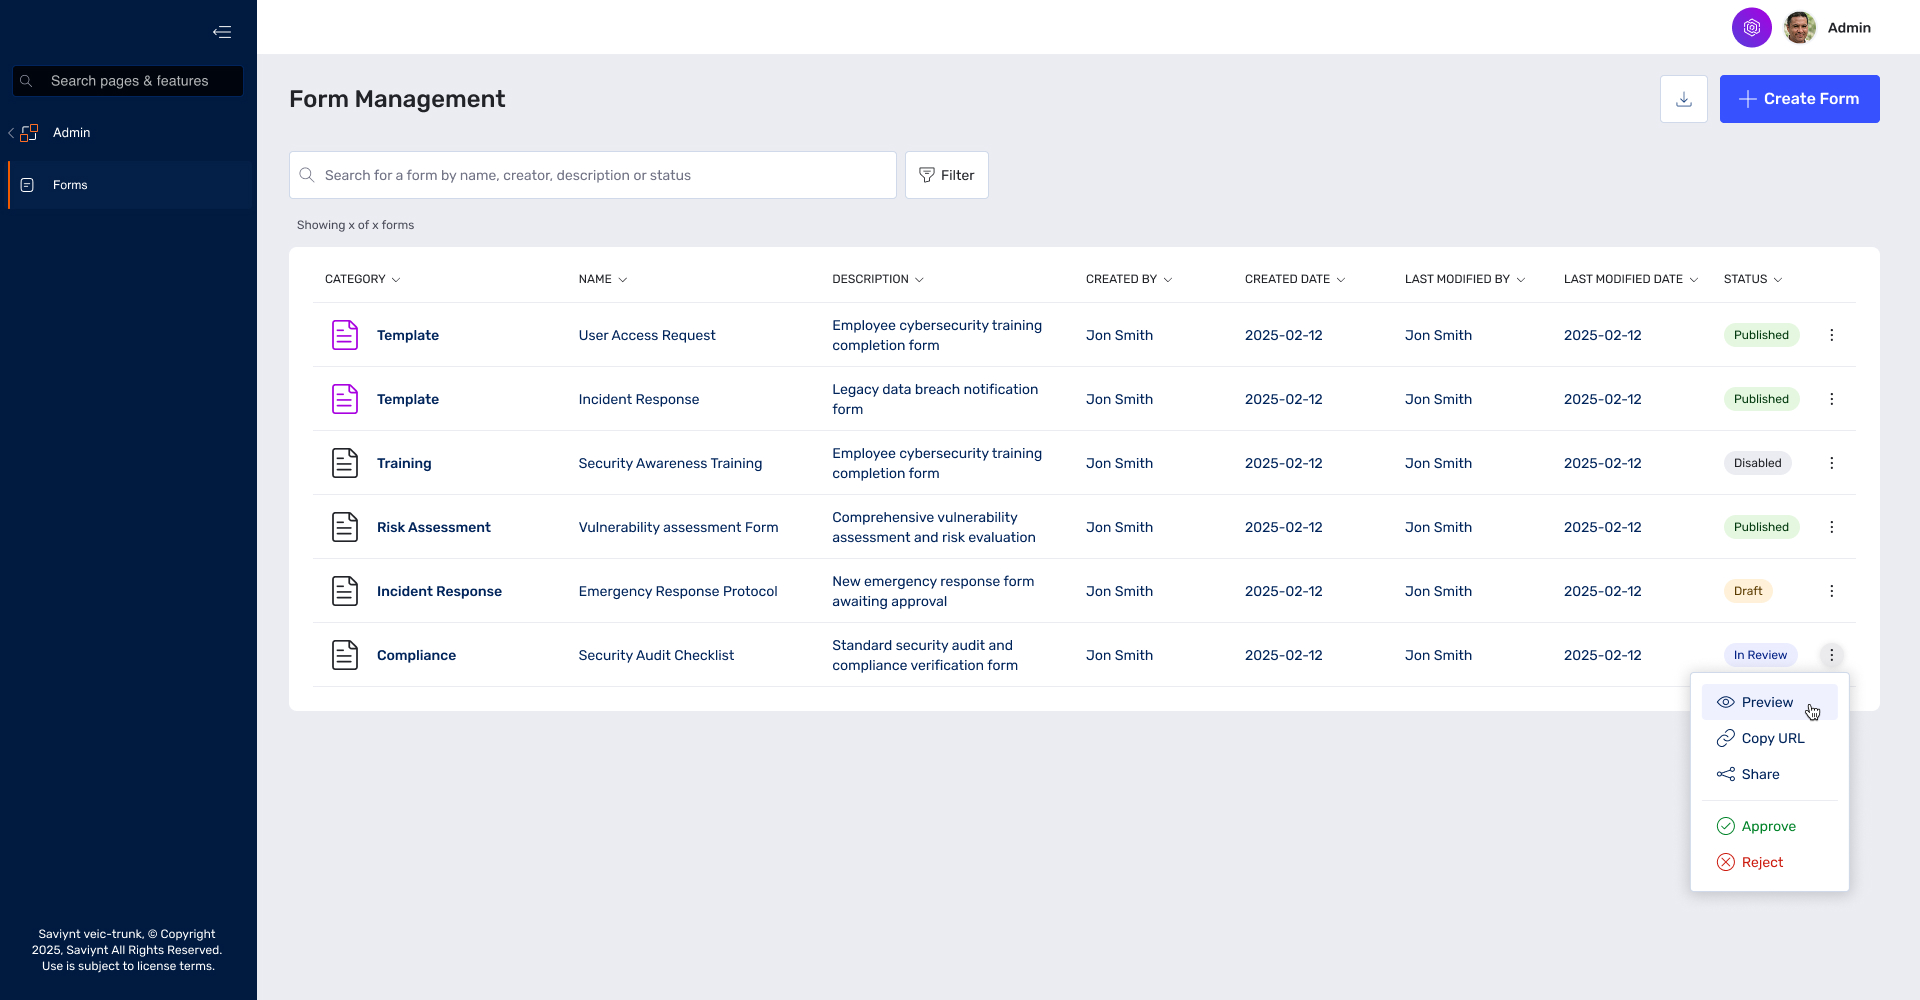 Admin
Search pages & features
Admin
Forms
Saviynt veic-trunk, © Copyright
2025, Saviynt All Rights Reserved.
Use is subject to license terms.
Form Management
Create Form
Search for a form by name, creator, description or status
Filter
Showing x of x forms
CATEGORY NAME DESCRIPTION CREATED BY CREATED DATE LAST MODIFIED BY LAST MODIFIED DATE STATUS
Template User Access Request Employee cybersecurity training
completion form Jon Smith 2025-02-12 Jon Smith 2025-02-12 Published
Template Incident Response Legacy data breach notification
form Jon Smith 2025-02-12 Jon Smith 2025-02-12 Published
Training Security Awareness Training Employee cybersecurity training
completion form Jon Smith 2025-02-12 Jon Smith 2025-02-12 Disabled
Risk Assessment Vulnerability assessment Form Comprehensive vulnerability
assessment and risk evaluation Jon Smith 2025-02-12 Jon Smith 2025-02-12 Published
Incident Response Emergency Response Protocol New emergency response form
awaiting approval Jon Smith 2025-02-12 Jon Smith 2025-02-12 Draft
Compliance Security Audit Checklist Standard security audit and
compliance verification form Jon Smith 2025-02-12 Jon Smith 2025-02-12 In Review
Preview
Copy URL
Share
Approve
Reject